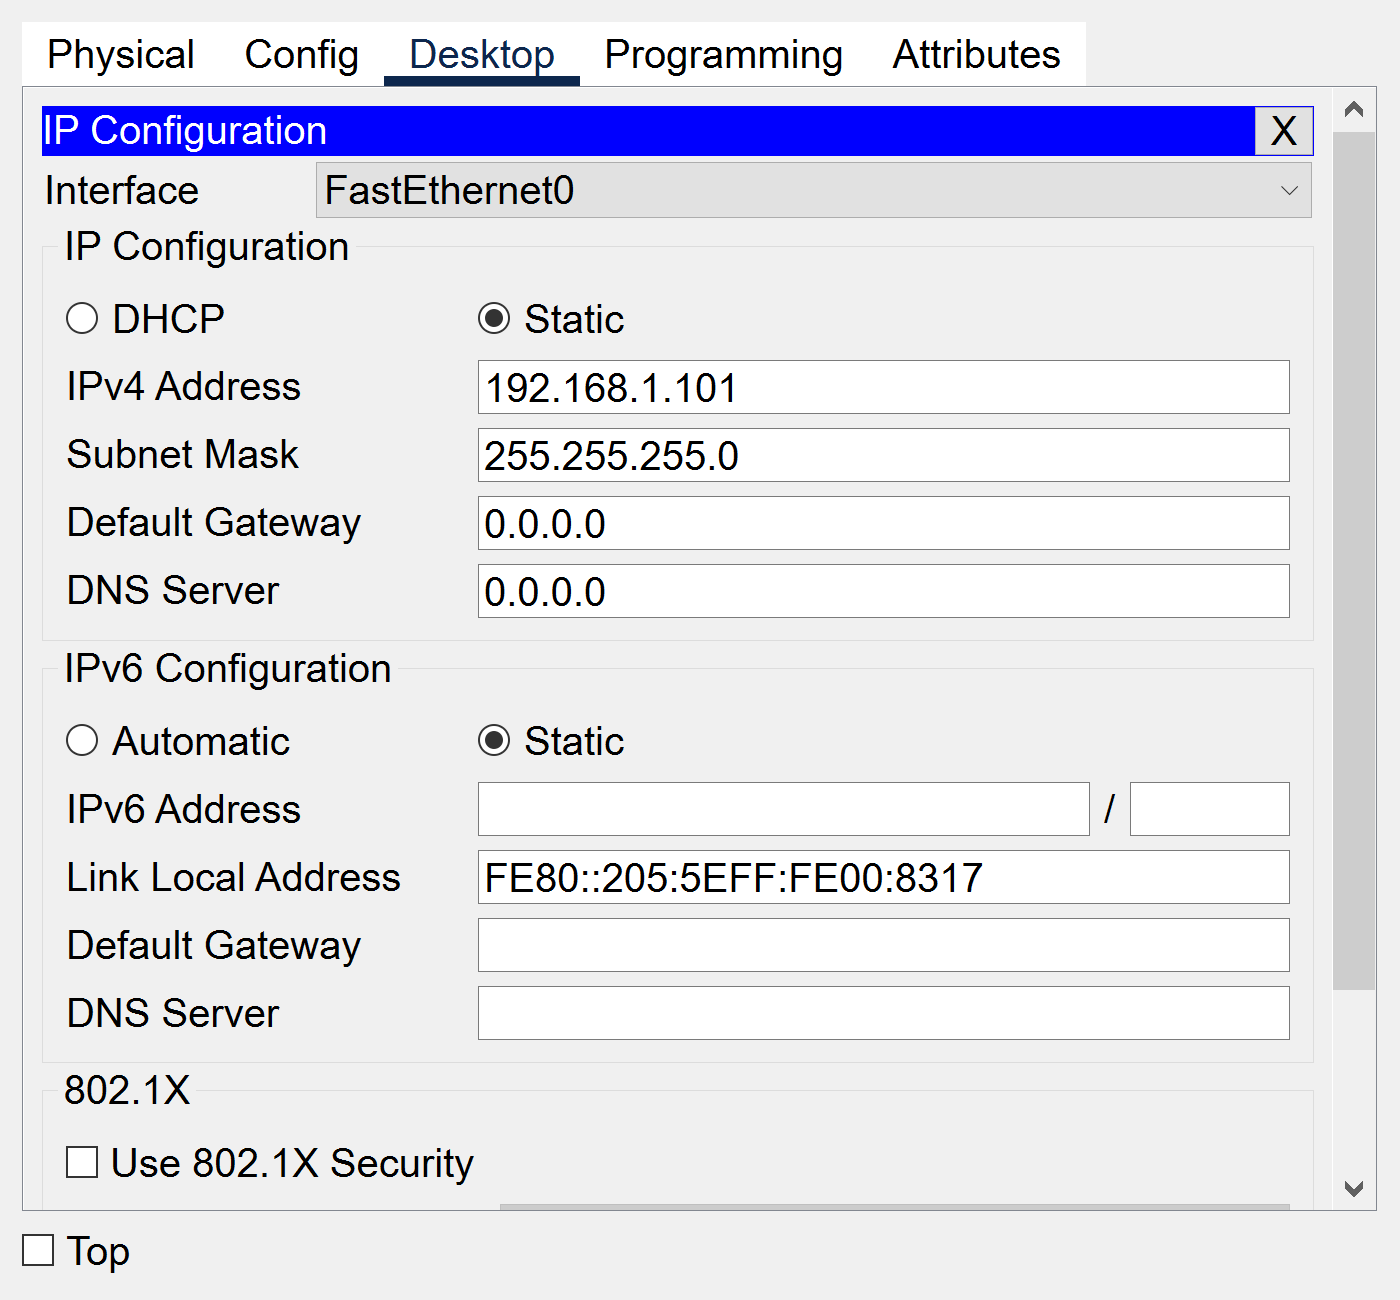 Physical Config Desktop Programming Attributes
IP Configuration X
Interface FastEthernet0
IP Configuration
DHCP Static
IPv4 Address 192.168.1.101
Subnet Mask 255.255.255.0
Default Gateway 0.0.0.0
DNS Server 0.0.0.0
IPv6 Configuration
Automatic Static
IPv6 Address /
Link Local Address FE80::205:5EFF:FE00:8317
Default Gateway
DNS Server
802.1X
Use 802.1X Security
Top